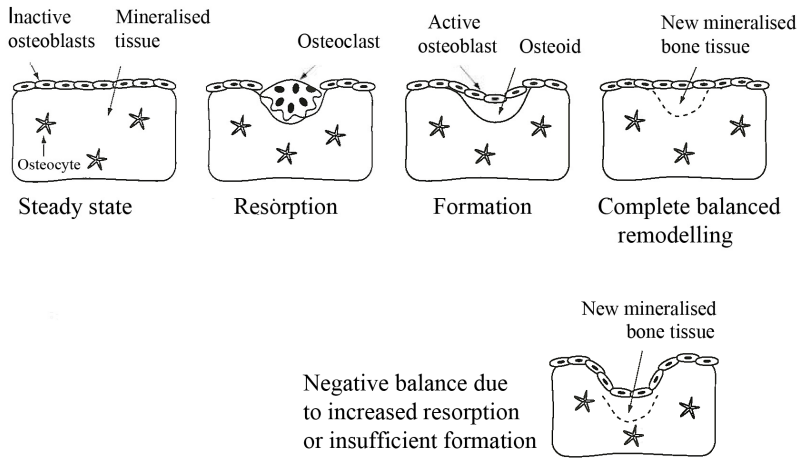 Inactive
osteoblasts
Mineralised
tissue
Osteocyte
Steady state
Osteoclast
Resorption
Active
osteoblast
Osteoid
Formation
New mineralised
bone tissue
Complete balanced
remodelling
New mineralised
bone tissue
Negative balance due
to increased resorption
or insufficient formation